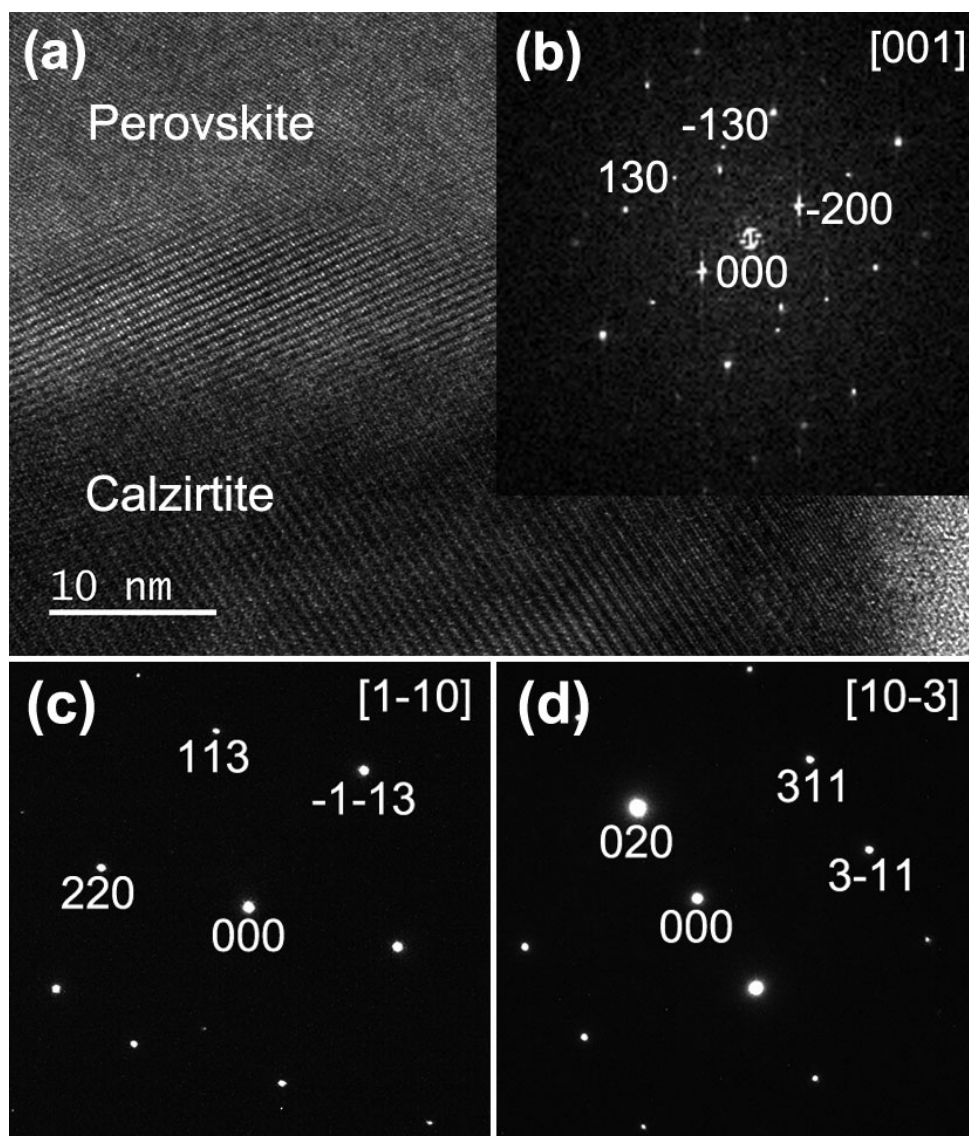 (a)
Perovskite
Calzirtite
10 nm
(b)
[001]
-130
130
-200
000
(c)
[1-10]
113
-1-13
220
000
(d)
[10-3]
311
020
3-11
000